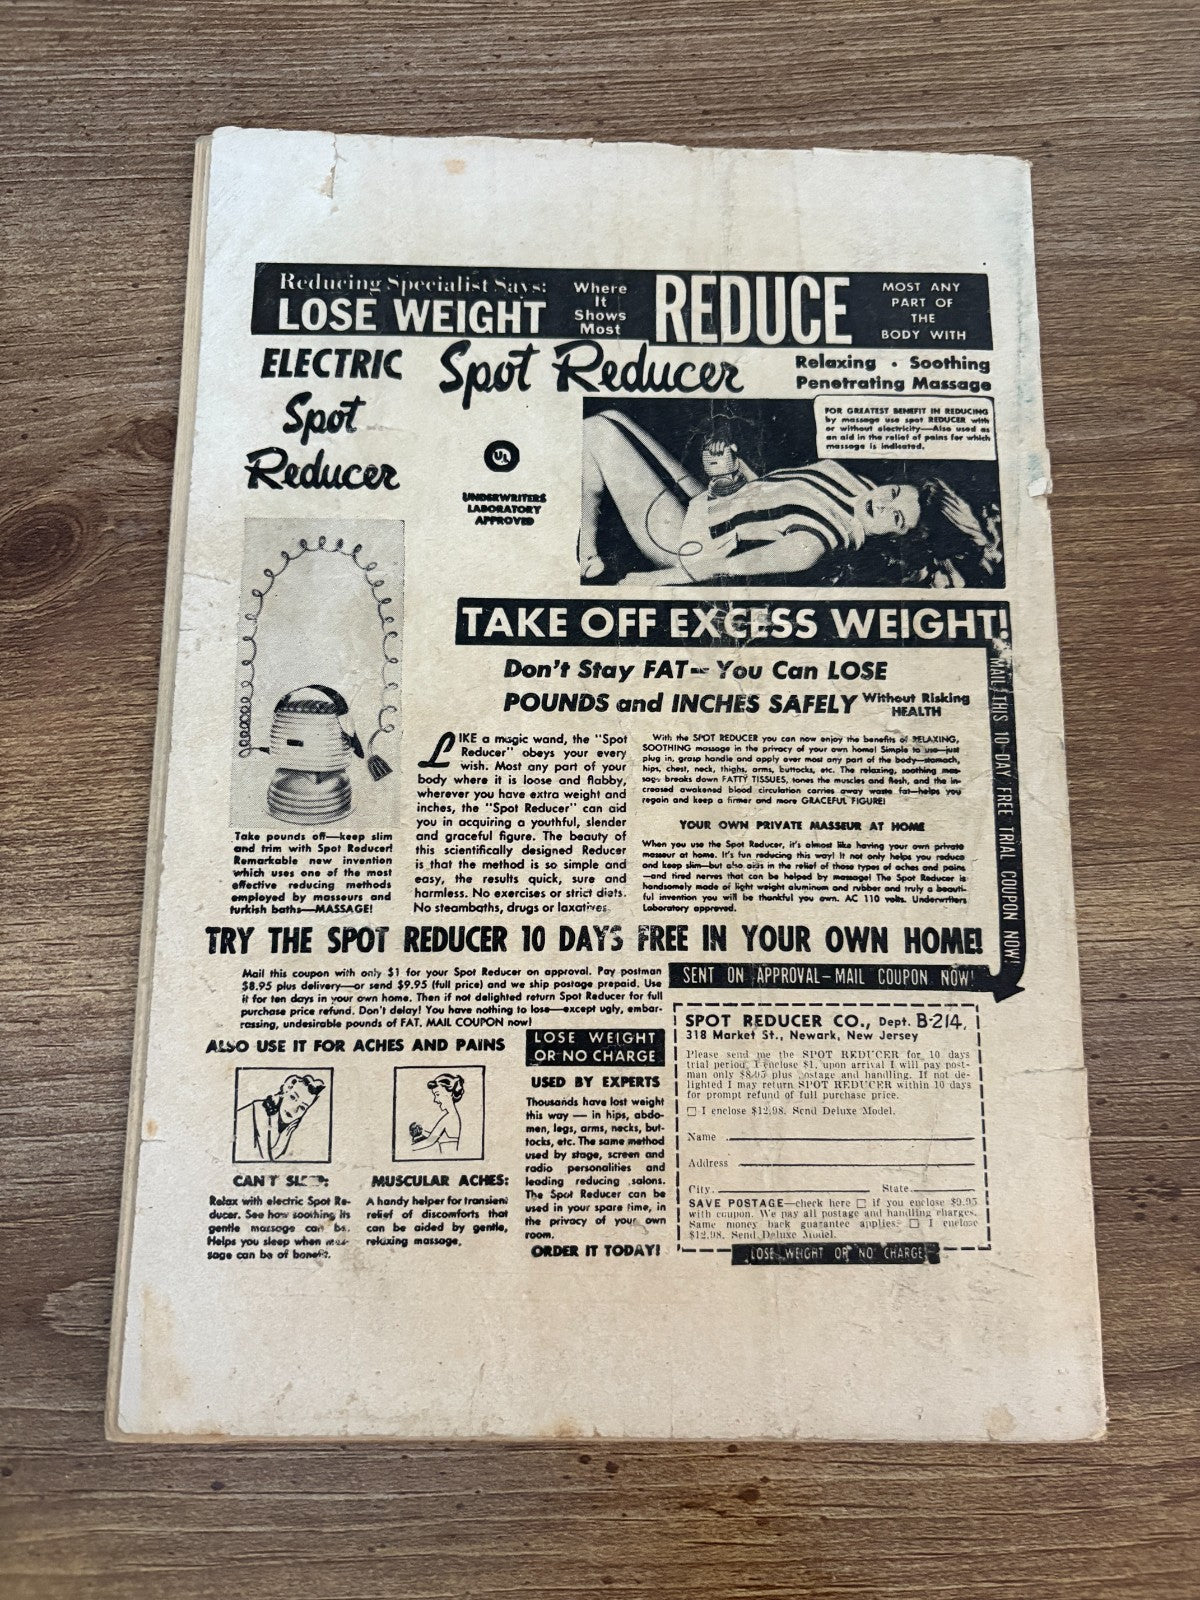 Reducing Specialist Says:
LOSE WEIGHT
Where
It
Shows
Most
REDUCE
MOST ANY
PART OF
THE
BODY WITH
ELECTRIC
Spot
Reducer
Spot Reducer
Relaxing • Soothing
Penetrating Massage
UL
UNDERWRITERS
LABORATORY
APPROVED
FOR GREATEST BENEFIT IN REDUCING
by massage use spot REDUCER with
or without electricity—Also used as
an aid in the relief of pains for which
massage is indicated.
TAKE OFF EXCESS WEIGHT!
Don't Stay FAT—You Can LOSE
POUNDS and INCHES SAFELY Without Risking
HEALTH
MAIL THIS 10-DAY FREE TRIAL COUPON NOW!
Take pounds off—keep slim
and trim with Spot Reducer!
Remarkable new invention
which uses one of the most
effective reducing methods
employed by masseurs and
turkish baths—MASSAGE!
LIKE a magic wand, the "Spot
Reducer" obeys your every
wish. Most any part of your
body where it is loose and flabby,
wherever you have extra weight and
inches, the "Spot Reducer" can aid
you in acquiring a youthful, slender
and graceful figure. The beauty of
this scientifically designed Reducer
is that the method is so simple and
easy, the results quick, sure and
harmless. No exercises or strict diets.
No steambaths, drugs or laxatives.
With the SPOT REDUCER you can now enjoy the benefits of RELAXING,
SOOTHING massage in the privacy of your own home! Simple to use—just
plug in, grasp handle and apply over most any part of the body—stomach,
hips, chest, neck, thighs, arms, buttocks, etc. The relaxing, soothing mas-
sage breaks down FATTY TISSUES, tones the muscles and flesh, and the in-
creased awakened blood circulation carries away waste fat—helps you
regain and keep a firmer and more GRACEFUL FIGURE!
YOUR OWN PRIVATE MASSEUR AT HOME
When you use the Spot Reducer, it's almost like having your own private
masseur at home. It's fun reducing this way! It not only helps you reduce
and keep slim—but also aids in the relief of those types of aches and pains
—and tired nerves that can be helped by massage! The Spot Reducer is
handsomely made of light weight aluminum and rubber and truly a beauti-
ful invention you will be thankful you own. AC 110 volts. Underwriters
Laboratory approved.
TRY THE SPOT REDUCER 10 DAYS FREE IN YOUR OWN HOME!
Mail this coupon with only $1 for your Spot Reducer on approval. Pay postman
$8.95 plus delivery—or send $9.95 (full price) and we ship postage prepaid. Use
it for ten days in your own home. Then if not delighted return Spot Reducer for full
purchase price refund. Don't delay! You have nothing to lose—except ugly, embar-
rassing, undesirable pounds of FAT. MAIL COUPON now!
SENT ON APPROVAL—MAIL COUPON NOW!
ALSO USE IT FOR ACHES AND PAINS
CAN'T SLEEP:
Relax with electric Spot Re-
ducer. See how soothing its
gentle massage can be.
Helps you sleep when mas-
sage can be of benefit.
MUSCULAR ACHES:
A handy helper for transient
relief of discomforts that
can be aided by gentle,
relaxing massage.
LOSE WEIGHT
OR NO CHARGE
USED BY EXPERTS
Thousands have lost weight
this way — in hips, abdo-
men, legs, arms, necks, but-
tocks, etc. The same method
used by stage, screen and
radio personalities and
leading reducing salons.
The Spot Reducer can be
used in your spare time, in
the privacy of your own
room.
ORDER IT TODAY!
SPOT REDUCER CO., Dept. B-214,
318 Market St., Newark, New Jersey
Please send me the SPOT REDUCER for 10 days
trial period. I enclose $1, upon arrival I will pay post-
man only $8.95 plus postage and handling. If not de-
lighted I may return SPOT REDUCER within 10 days
for prompt refund of full purchase price.
☐ I enclose $12.98. Send Deluxe Model.
Name
Address
City State
SAVE POSTAGE—check here ☐ if you enclose $9.95
with coupon. We pay all postage and handling charges.
Same money back guarantee applies. ☐ I enclose
$12.98. Send Deluxe Model.
LOSE WEIGHT OR NO CHARGE